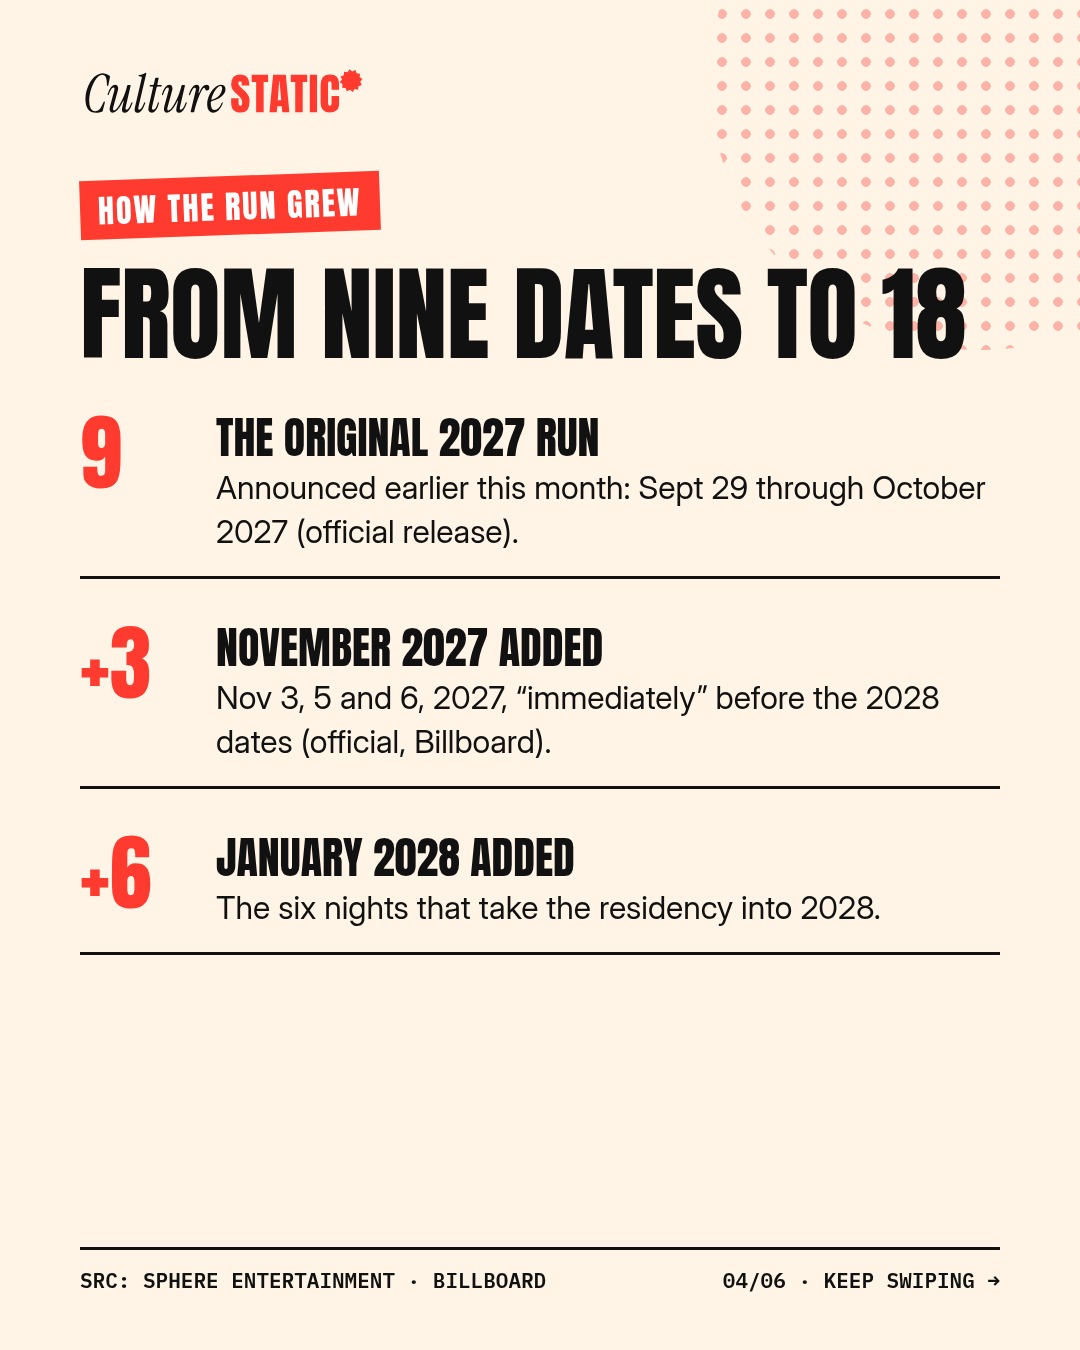 Culture STATIC
HOW THE RUN GREW
FROM NINE DATES TO 18
9
THE ORIGINAL 2027 RUN
Announced earlier this month: Sept 29 through October
2027 (official release).
+3
NOVEMBER 2027 ADDED
Nov 3, 5 and 6, 2027, “immediately” before the 2028
dates (official, Billboard).
+6
JANUARY 2028 ADDED
The six nights that take the residency into 2028.
SRC: SPHERE ENTERTAINMENT · BILLBOARD
04/06 · KEEP SWIPING →